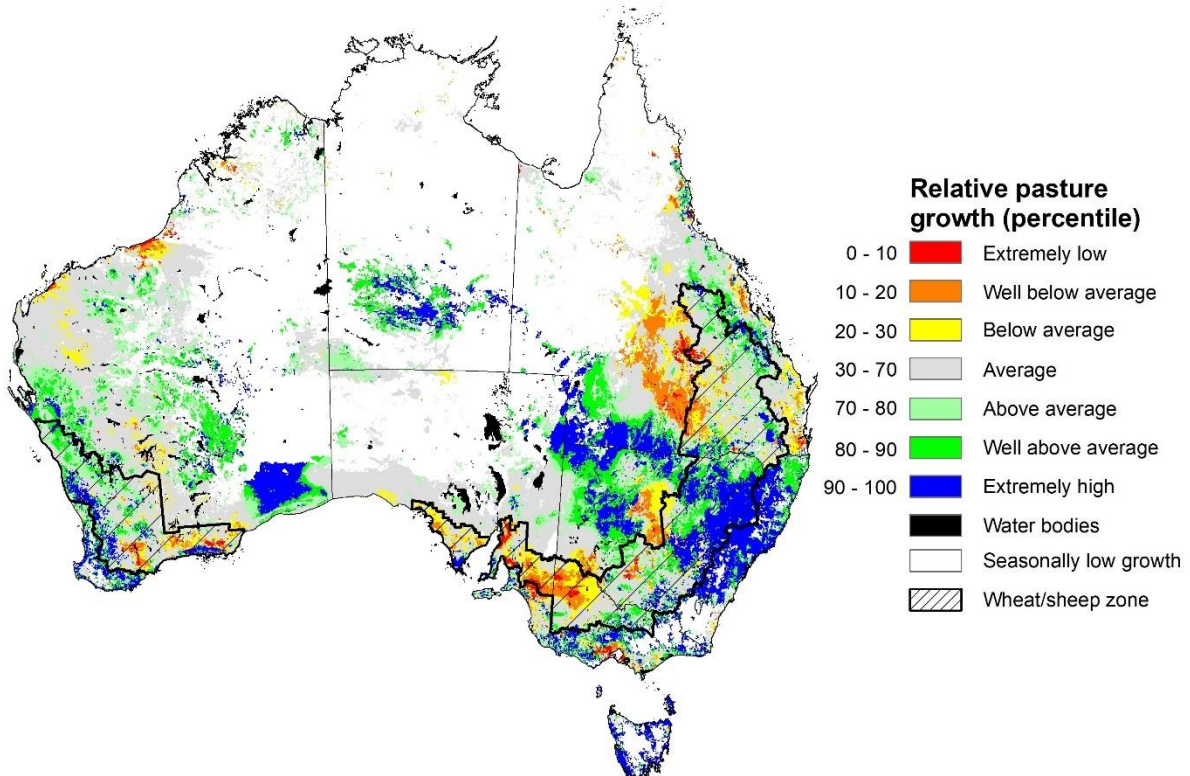 Relative pasture
growth (percentile)
0 - 10 Extremely low
10 - 20 Well below average
20 - 30 Below average
30 - 70 Average
70 - 80 Above average
80 - 90 Well above average
90 - 100 Extremely high
Water bodies
Seasonally low growth
Wheat/sheep zone